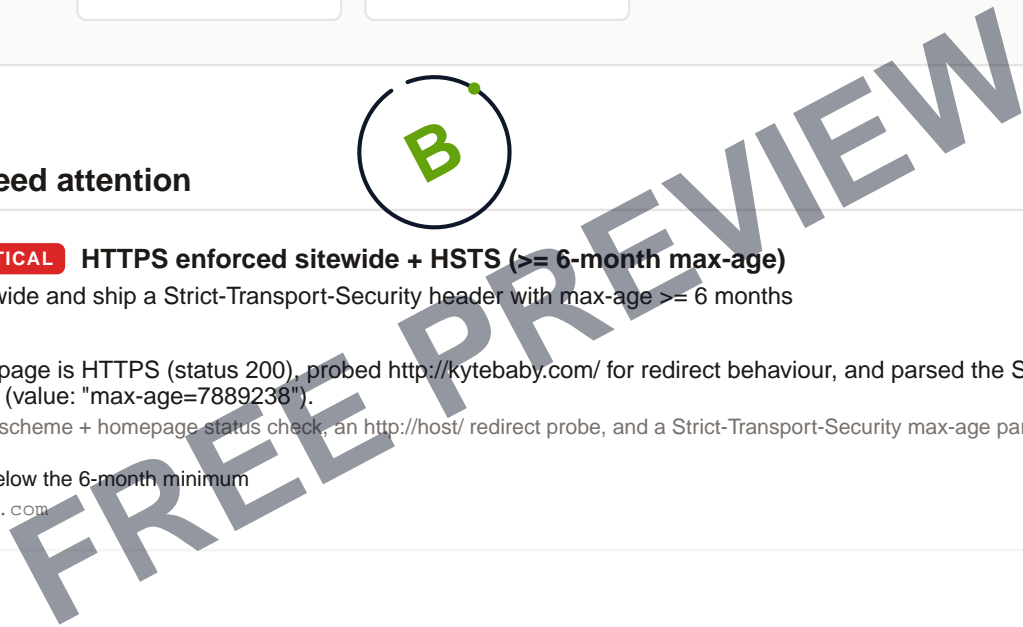 B
eed attention
TICAL HTTPS enforced sitewide + HSTS (>= 6-month max-age)
wide and ship a Strict-Transport-Security header with max-age >= 6 months
page is HTTPS (status 200), probed http://kytebaby.com/ for redirect behaviour, and parsed the S
(value: "max-age=7889238").
scheme + homepage status check, an http://host/ redirect probe, and a Strict-Transport-Security max-age par
elow the 6-month minimum
.com
FREE PREVIEW